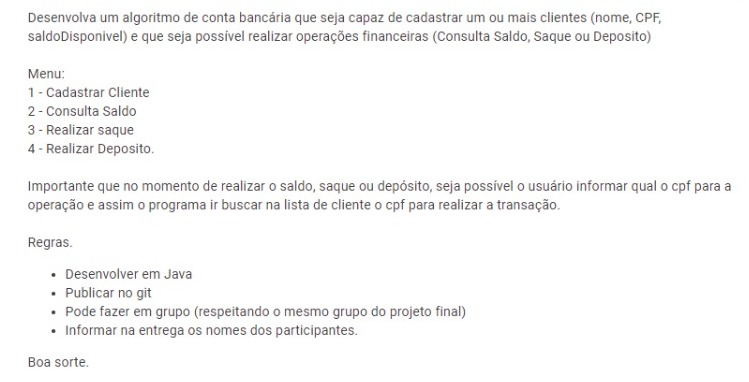 Desenvolva um algoritmo de conta bancária que seja capaz de cadastrar um ou mais clientes (nome, CPF,
saldoDisponivel) e que seja possível realizar operações financeiras (Consulta Saldo, Saque ou Deposito)
Menu:
1 - Cadastrar Cliente
2 - Consulta Saldo
3 - Realizar saque
4 - Realizar Deposito.
Importante que no momento de realizar o saldo, saque ou depósito, seja possível o usuário informar qual o cpf para a
operação e assim o programa ir buscar na lista de cliente o cpf para realizar a transação.
Regras.
• Desenvolver em Java
• Publicar no git
• Pode fazer em grupo (respeitando o mesmo grupo do projeto final)
• Informar na entrega os nomes dos participantes.
Boa sorte.